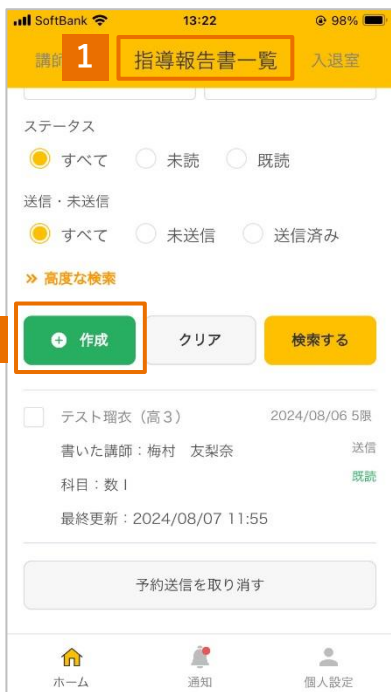 SoftBank 13:22 98%
講師 1 指導報告書一覧 入退室
ステータス
すべて 未読 既読
送信・未送信
すべて 未送信 送信済み
» 高度な検索
作成 クリア 検索する
テスト瑠衣（高３） 2024/08/06 5限
書いた講師：梅村 友梨奈 送信
科目：数Ⅰ 既読
最終更新：2024/08/07 11:55
予約送信を取り消す
ホーム 通知 個人設定